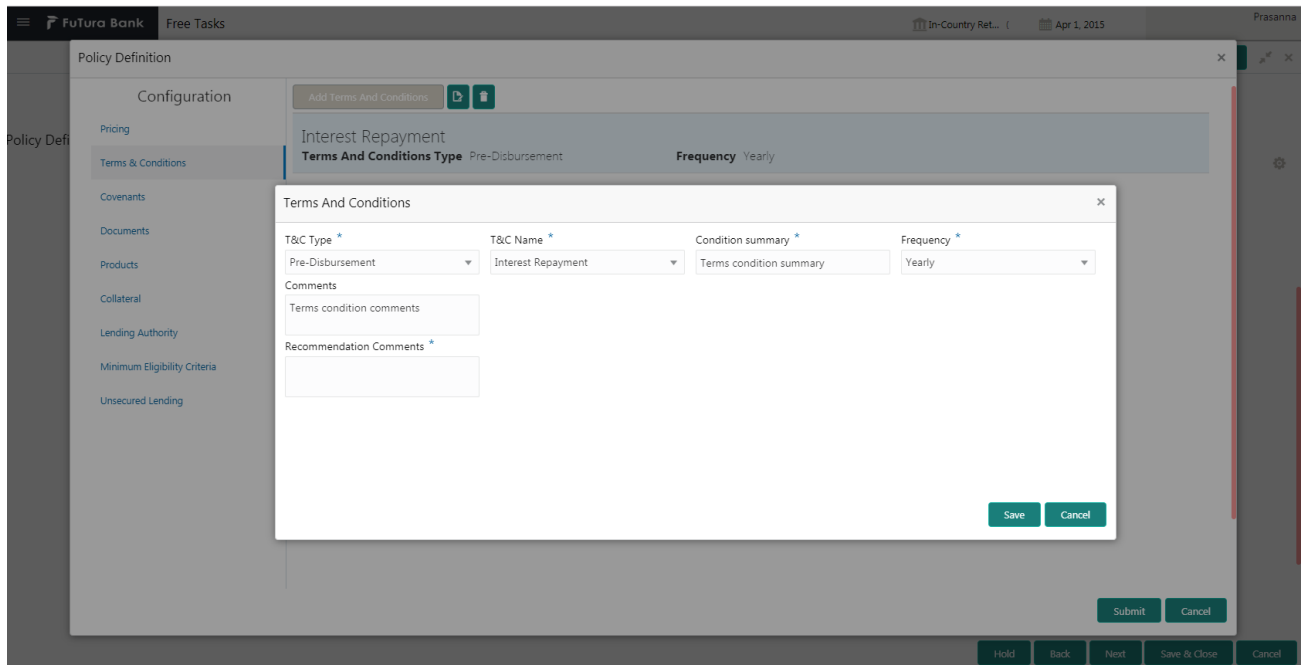 FuTura Bank Free Tasks In-Country Ret... ( Apr 1, 2015 Prasanna
Policy Definition
Configuration Add Terms And Conditions
Policy Defi
Pricing
Interest Repayment
Terms And Conditions Type Pre-Disbursement Frequency Yearly
Terms & Conditions
Covenants
Documents
Products
Collateral
Lending Authority
Minimum Eligibility Criteria
Unsecured Lending
Terms And Conditions
T&C Type * T&C Name * Condition summary * Frequency *
Pre-Disbursement Interest Repayment Terms condition summary Yearly
Comments
Terms condition comments
Recommendation Comments *
Save Cancel
Submit Cancel
Hold Back Next Save & Close Cancel